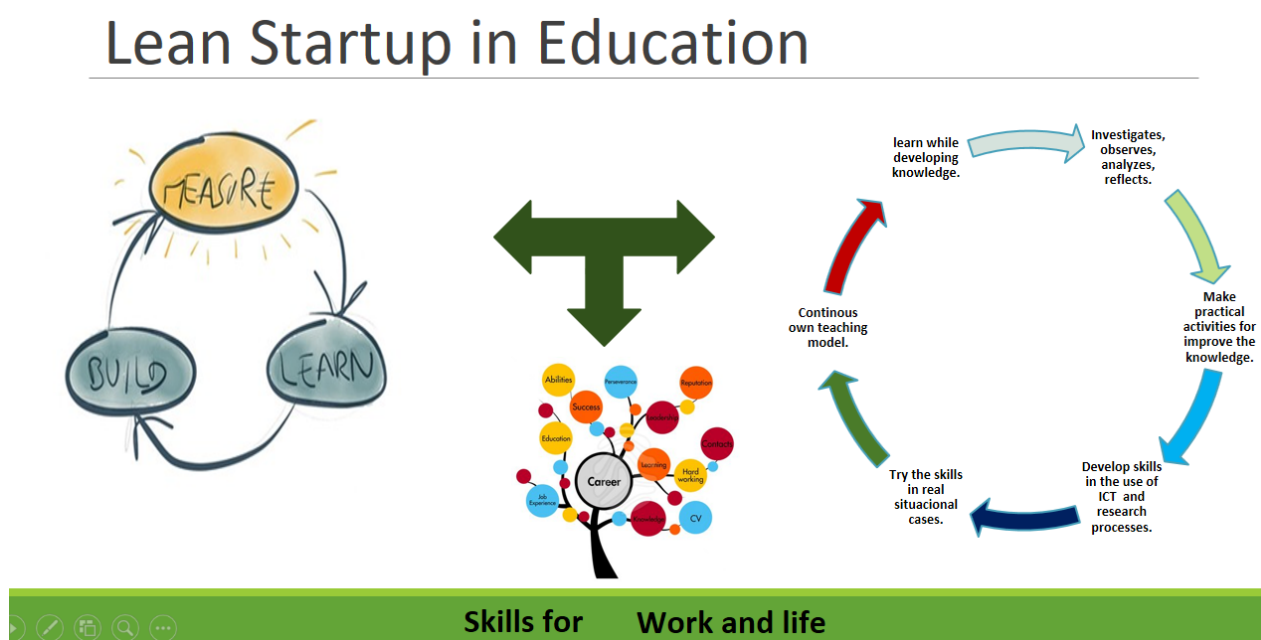 Lean Startup in Education
MEASURE
BUILD
LEARN
learn while
developing
knowledge.
Investigates,
observes,
analyzes,
reflects.
Make
practical
activities for
improve the
knowledge.
Develop skills
in the use of
ICT and
research
processes.
Try the skills
in real
situacional
cases.
Continous
own teaching
model.
Abilities
Perseverance
Reputation
Success
Leadership
Education
Contacts
Learning
Hard
working
Career
Job
Experience
Knowledge
CV
Skills for Work and life